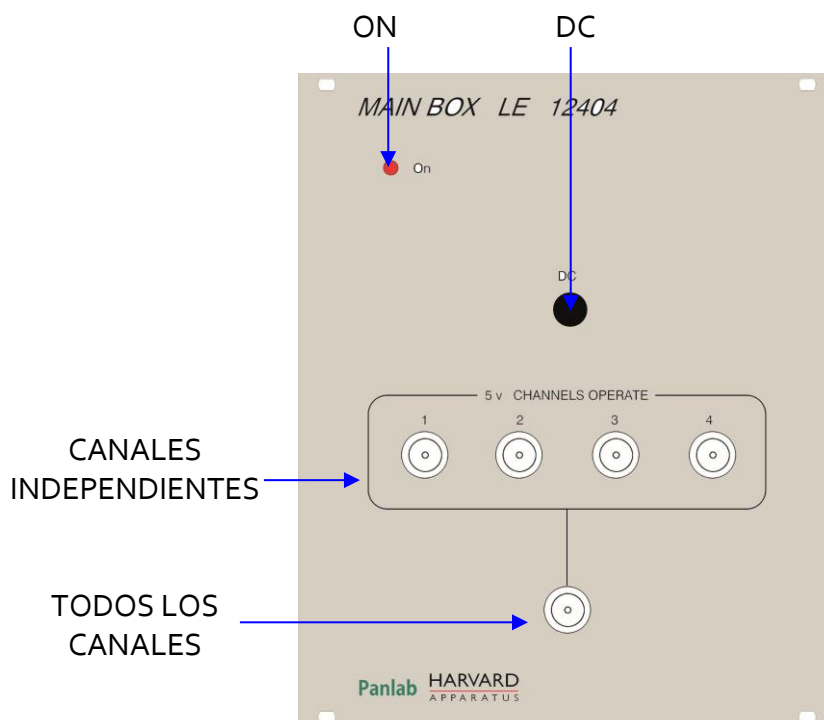 ON
DC
MAIN BOX LE 12404
On
DC
5 v CHANNELS OPERATE
1 2 3 4
CANALES
INDEPENDIENTES
TODOS LOS
CANALES
Panlab HARVARD
APPARATUS